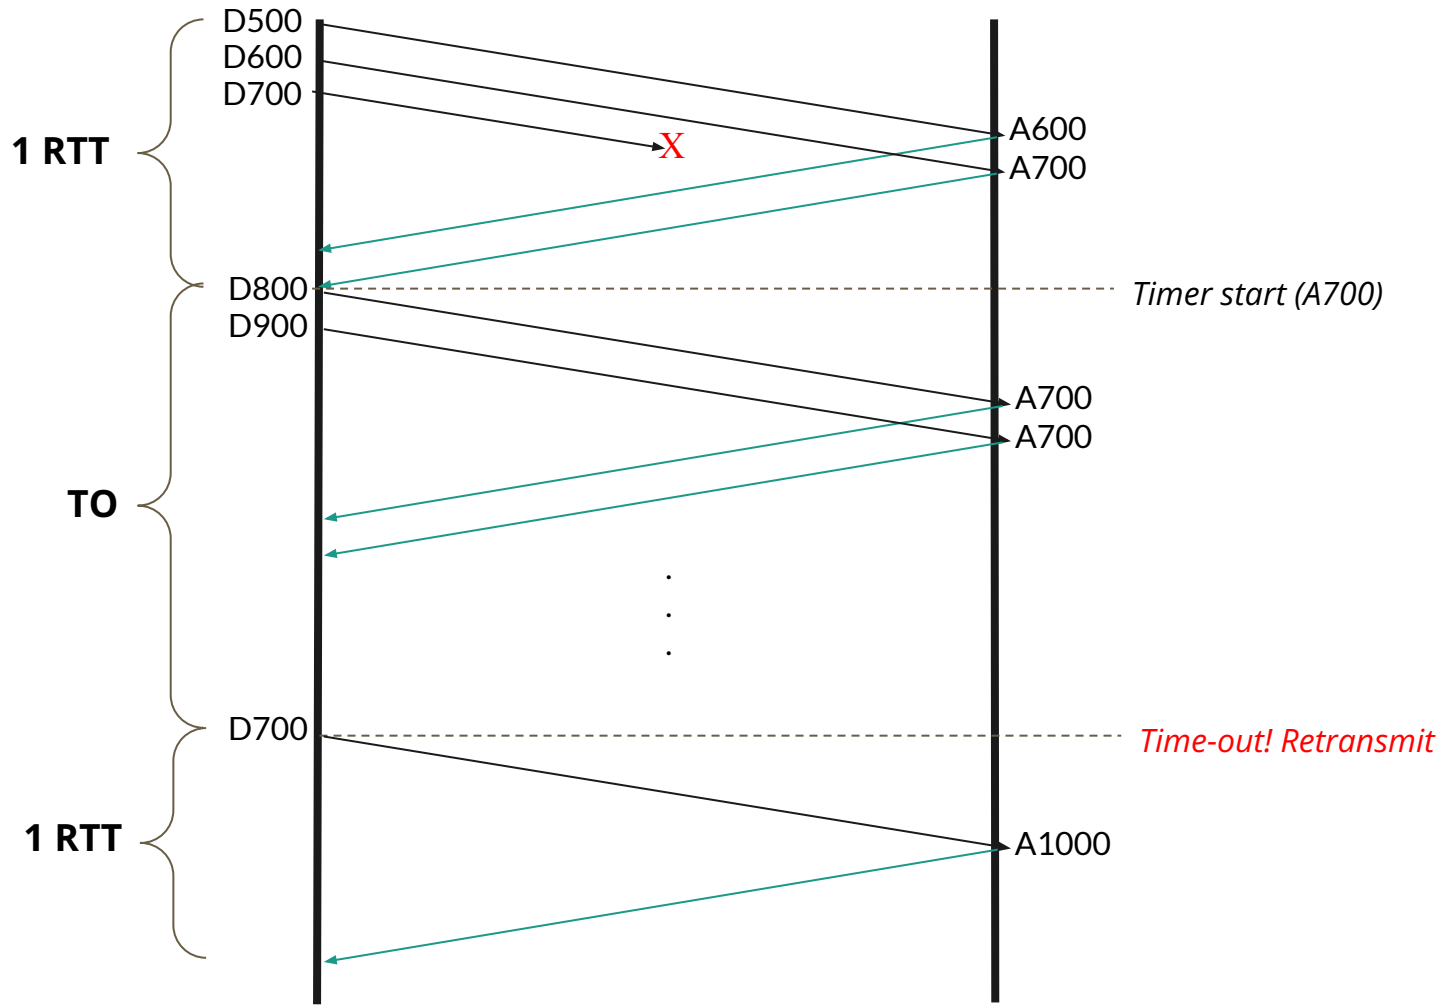 D500
D600
D700
1 RTT
X
A600
A700
D800
D900
Timer start (A700)
A700
A700
TO
.
.
.
D700
Time-out! Retransmit
1 RTT
A1000